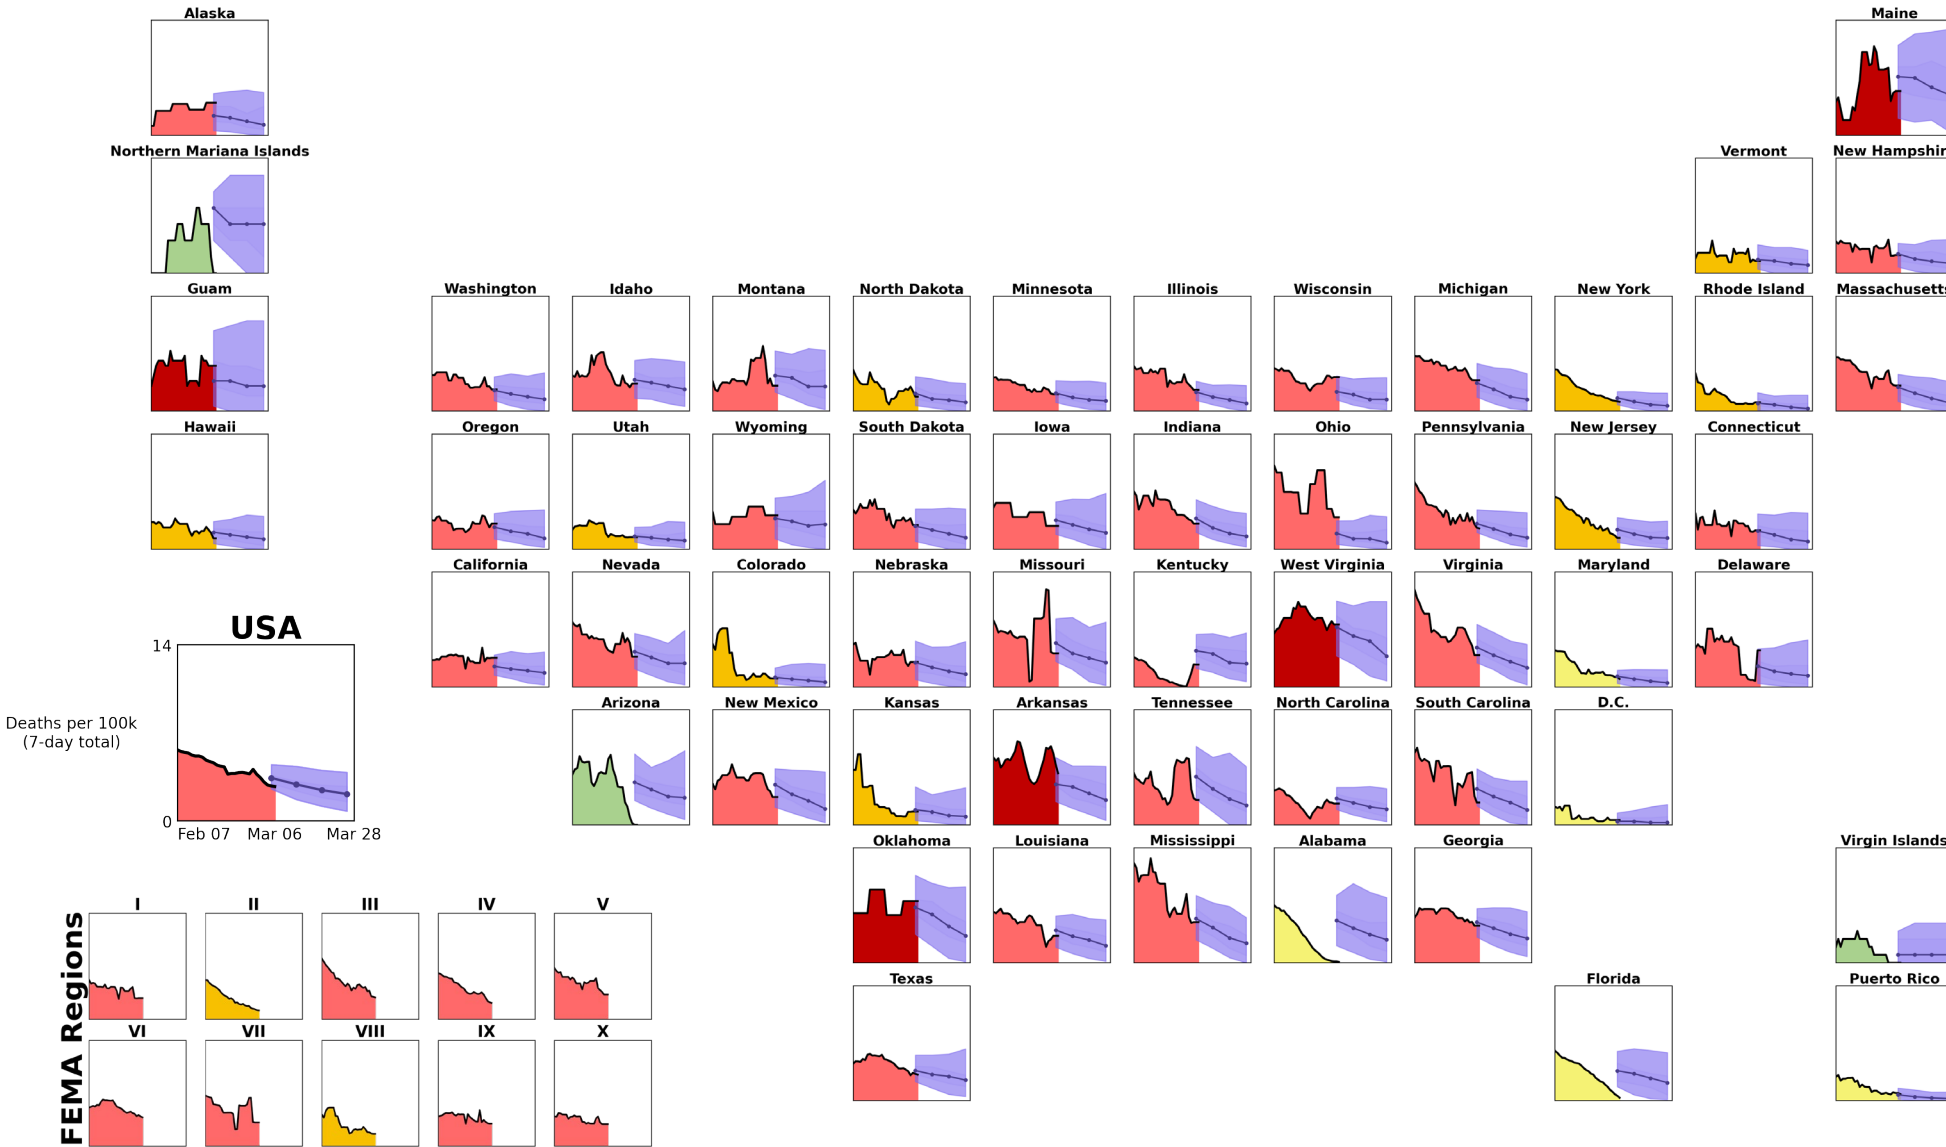 Alaska
Maine
Northern Mariana Islands
Vermont
New Hampshir
Guam
Washington
Idaho
Montana
North Dakota
Minnesota
Illinois
Wisconsin
Michigan
New York
Rhode Island
Massachusetts
Hawaii
Oregon
Utah
Wyoming
South Dakota
Iowa
Indiana
Ohio
Pennsylvania
New Jersey
Connecticut
California
Nevada
Colorado
Nebraska
Missouri
Kentucky
West Virginia
Virginia
Maryland
Delaware
USA
14
Deaths per 100k
(7-day total)
0
Feb 07
Mar 06
Mar 28
Arizona
New Mexico
Kansas
Arkansas
Tennessee
North Carolina
South Carolina
D.C.
Oklahoma
Louisiana
Mississippi
Alabama
Georgia
Virgin Islands
FEMA Regions
I
II
III
IV
V
Texas
Florida
Puerto Rico
VI
VII
VIII
IX
X